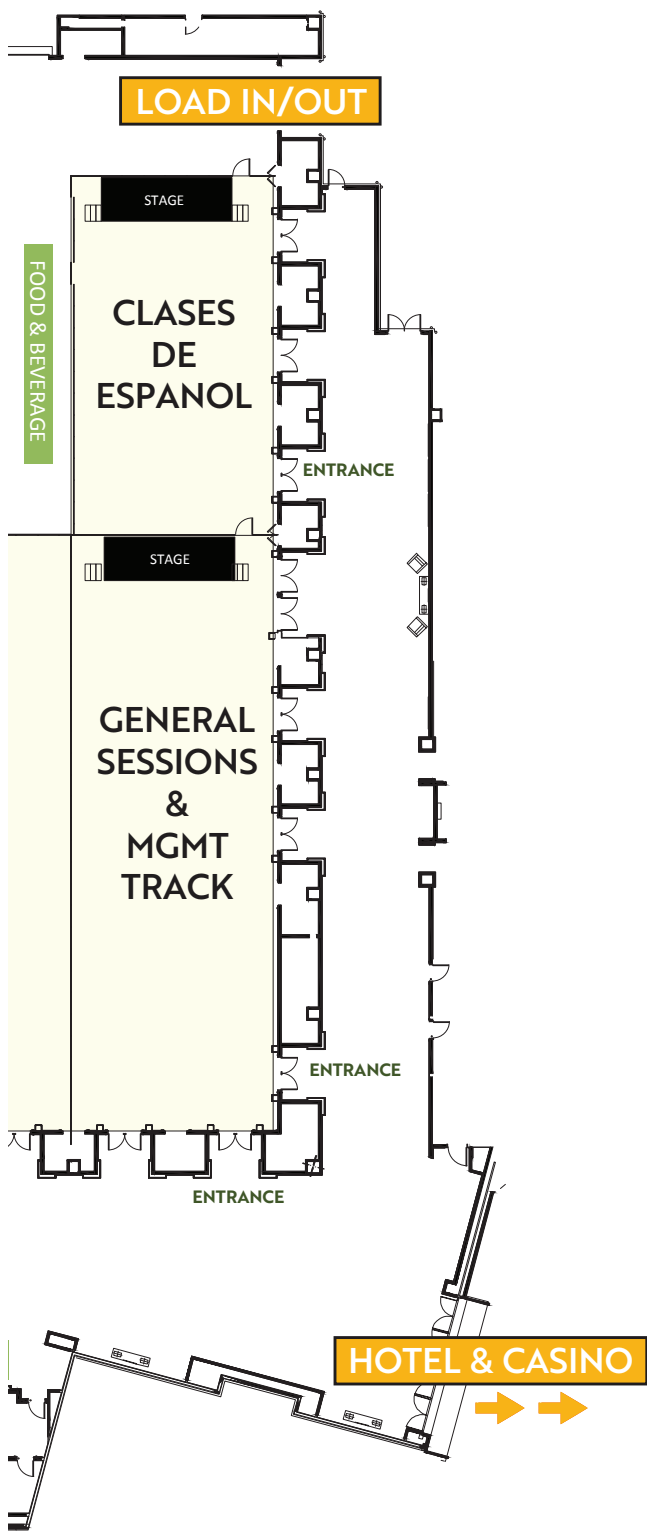 LOAD IN/OUT
STAGE
FOOD & BEVERAGE
CLASES
DE
ESPANOL
ENTRANCE
STAGE
GENERAL
SESSIONS
&
MGMT
TRACK
ENTRANCE
ENTRANCE
HOTEL & CASINO